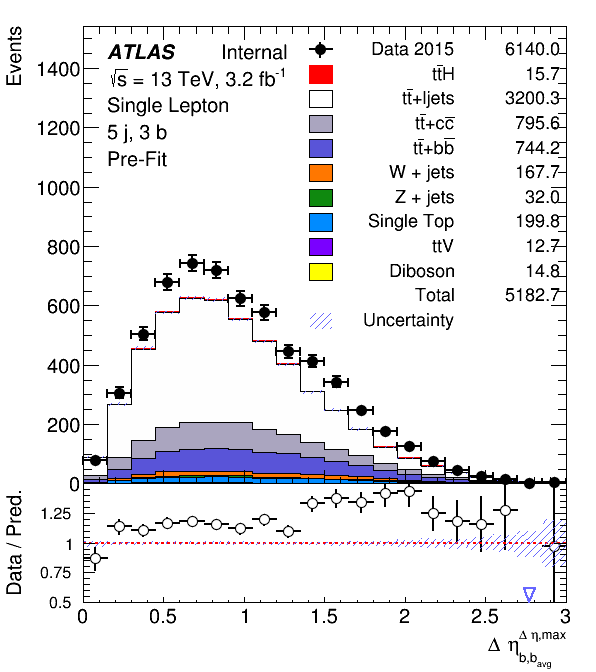 Events
ATLAS Internal
√s = 13 TeV, 3.2 fb⁻¹
Single Lepton
5 j, 3 b
Pre-Fit
Data 2015 6140.0
tt̄H 15.7
tt̄+ljets 3200.3
tt̄+cc̄ 795.6
tt̄+bb̄ 744.2
W + jets 167.7
Z + jets 32.0
Single Top 199.8
ttV 12.7
Diboson 14.8
Total 5182.7
Uncertainty
1400
1200
1000
800
600
400
200
0
Data / Pred.
1.25
1
0.75
0.5
0 0.5 1 1.5 2 2.5 3
Δ η^{Δ η,max}_{b,b_{avg}}